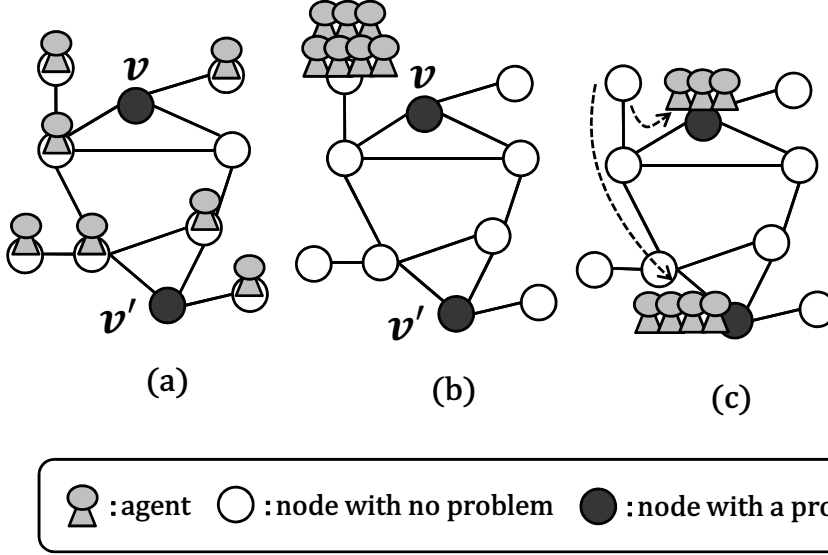 v
v
v′
v′
(a)
(b)
(c)
: agent : node with no problem : node with a pro